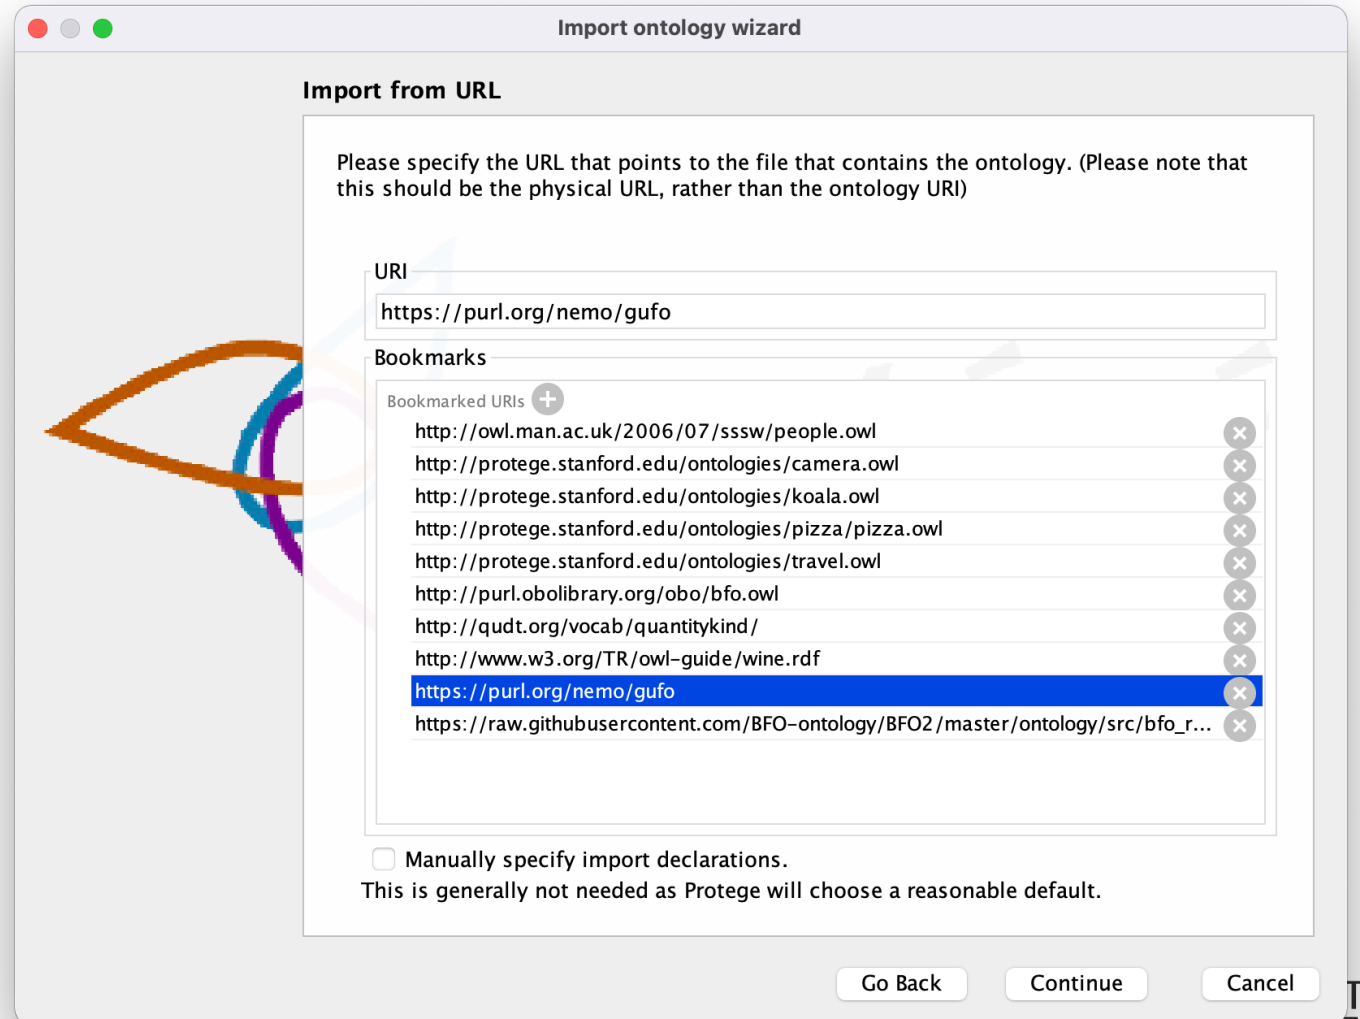 Import ontology wizard
Import from URL
Please specify the URL that points to the file that contains the ontology. (Please note that
this should be the physical URL, rather than the ontology URI)
URI
https://purl.org/nemo/gufo
Bookmarks
Bookmarked URIs
http://owl.man.ac.uk/2006/07/sssw/people.owl
http://protege.stanford.edu/ontologies/camera.owl
http://protege.stanford.edu/ontologies/koala.owl
http://protege.stanford.edu/ontologies/pizza/pizza.owl
http://protege.stanford.edu/ontologies/travel.owl
http://purl.obolibrary.org/obo/bfo.owl
http://qudt.org/vocab/quantitykind/
http://www.w3.org/TR/owl-guide/wine.rdf
https://purl.org/nemo/gufo
https://raw.githubusercontent.com/BFO-ontology/BFO2/master/ontology/src/bfo_r...
Manually specify import declarations.
This is generally not needed as Protege will choose a reasonable default.
Go Back Continue Cancel